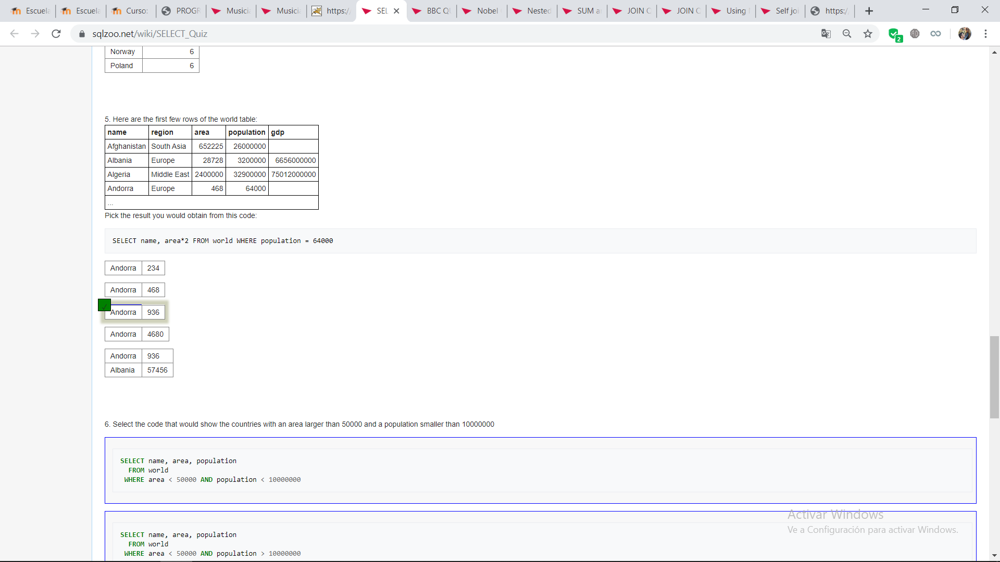 Escuela Escuela Curso: PROGR Music Music https:/ SEL BBC Q Nobel Nested SUM a JOIN C JOIN C Using Self joi https:/
sqlzoo.net/wiki/SELECT_Quiz
2
Norway 6
Poland 6
5. Here are the first few rows of the world table:
name region area population gdp
Afghanistan South Asia 652225 26000000
Albania Europe 28728 3200000 6656000000
Algeria Middle East 2400000 32900000 75012000000
Andorra Europe 468 64000
...
Pick the result you would obtain from this code:
SELECT name, area*2 FROM world WHERE population = 64000
Andorra 234
Andorra 468
Andorra 936
Andorra 4680
Andorra 936
Albania 57456
6. Select the code that would show the countries with an area larger than 50000 and a population smaller than 10000000
SELECT name, area, population
FROM world
WHERE area < 50000 AND population < 10000000
SELECT name, area, population
FROM world
WHERE area < 50000 AND population > 10000000
Activar Windows
Ve a Configuración para activar Windows.